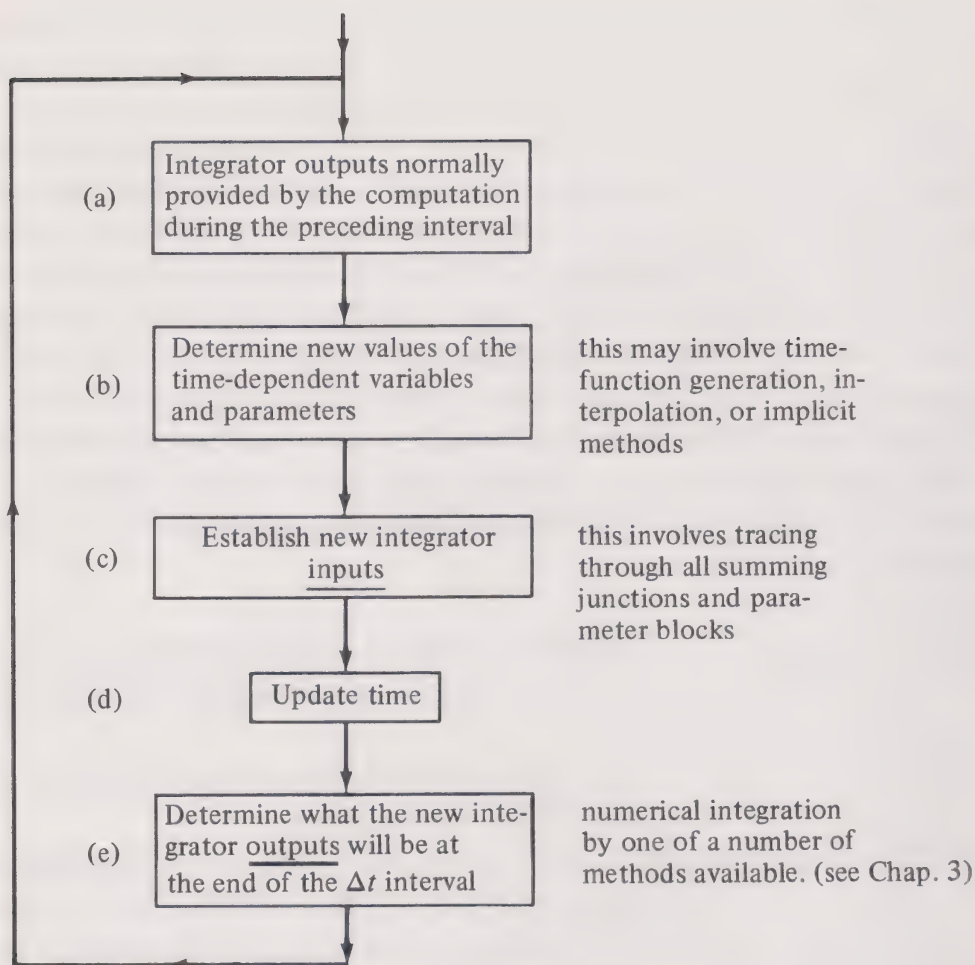 (a)
Integrator outputs normally
provided by the computation
during the preceding interval
(b)
Determine new values of the
time-dependent variables
and parameters
this may involve time-
function generation, in-
terpolation, or implicit
methods
(c)
Establish new integrator
inputs
this involves tracing
through all summing
junctions and para-
meter blocks
(d)
Update time
(e)
Determine what the new inte-
grator outputs will be at
the end of the Δt interval
numerical integration
by one of a number of
methods available. (see Chap. 3)